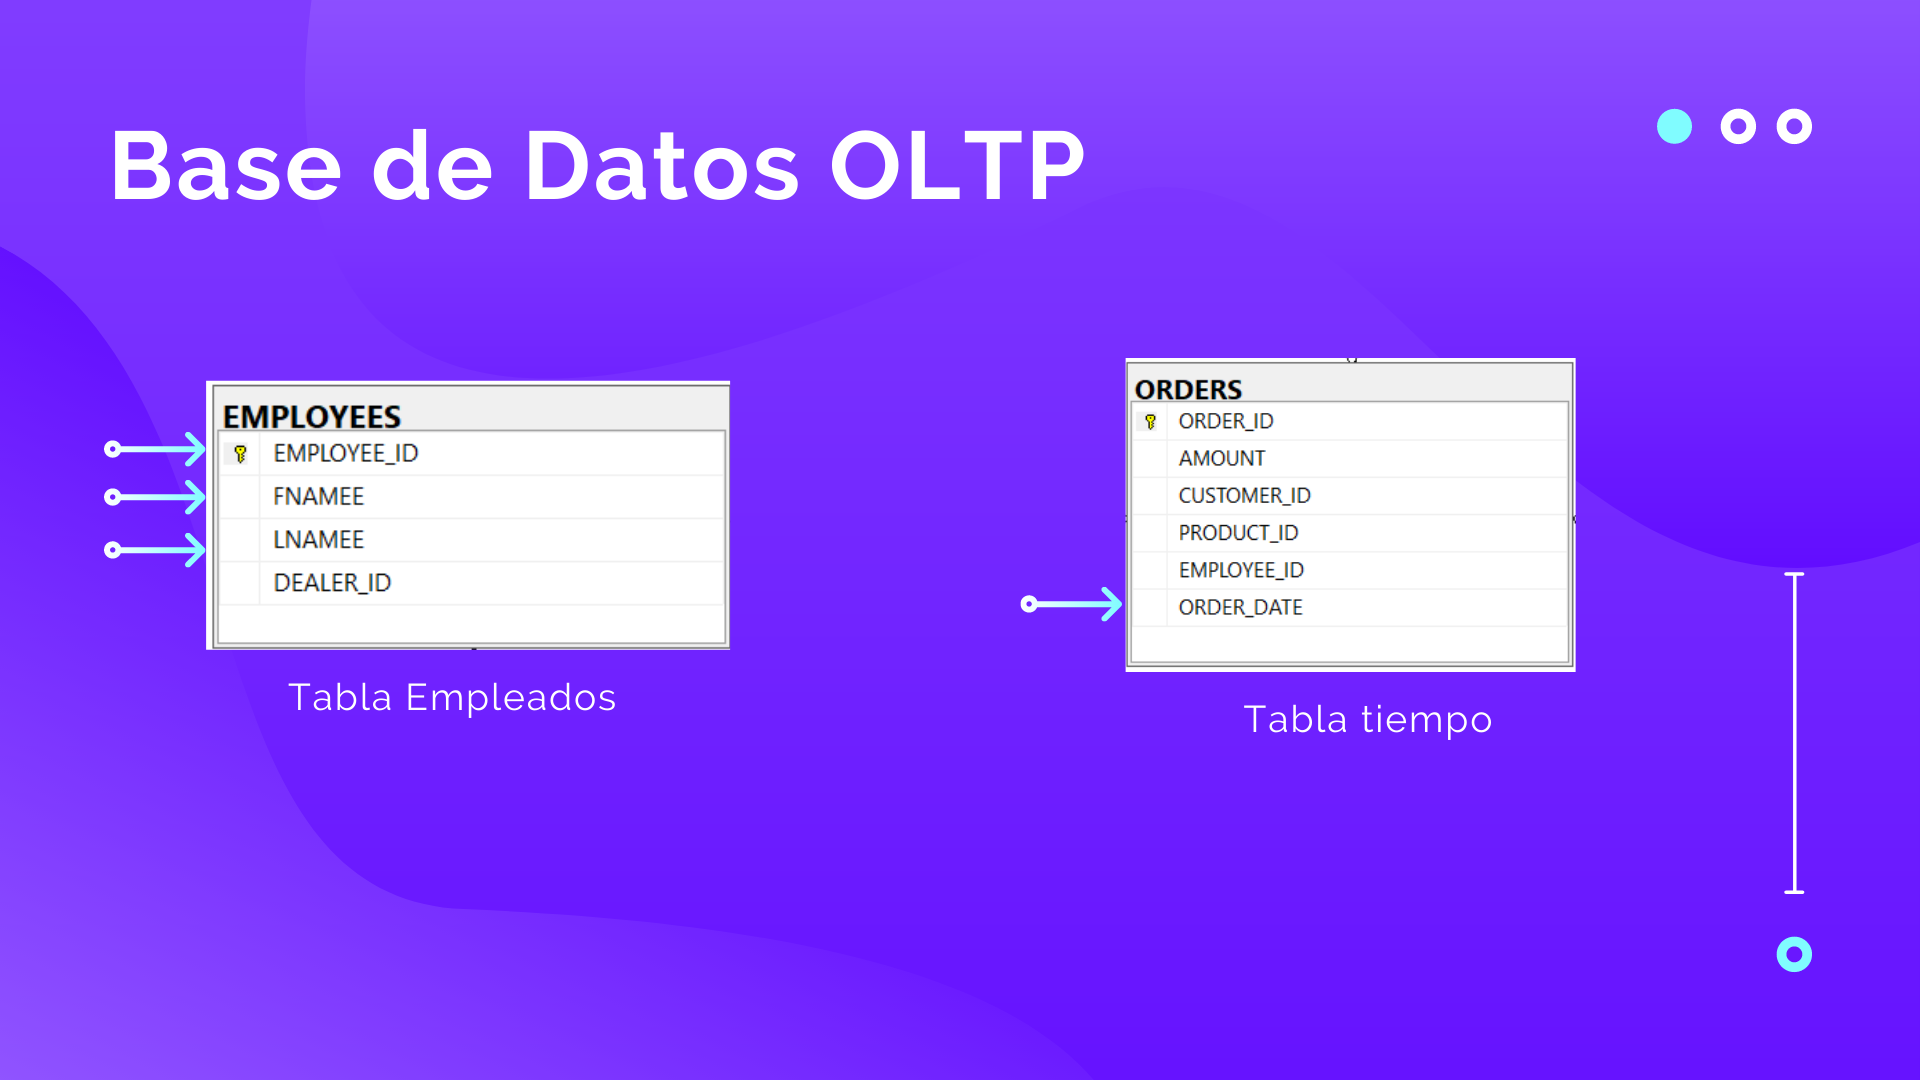 Base de Datos OLTP
EMPLOYEES
EMPLOYEE_ID
FNAMEE
LNAMEE
DEALER_ID
Tabla Empleados
ORDERS
ORDER_ID
AMOUNT
CUSTOMER_ID
PRODUCT_ID
EMPLOYEE_ID
ORDER_DATE
Tabla tiempo